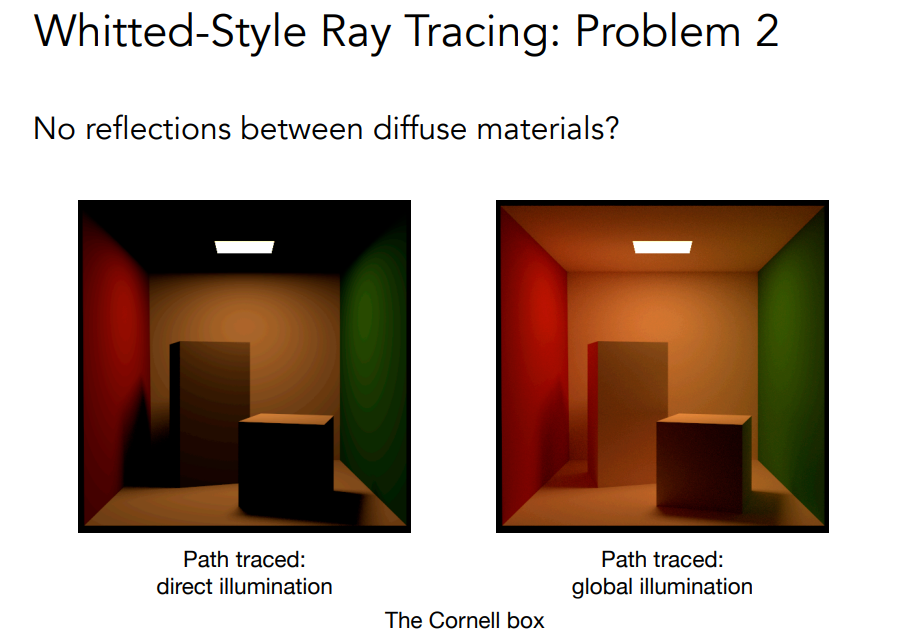 Whitted-Style Ray Tracing: Problem 2
No reflections between diffuse materials?
Path traced:
direct illumination
Path traced:
global illumination
The Cornell box